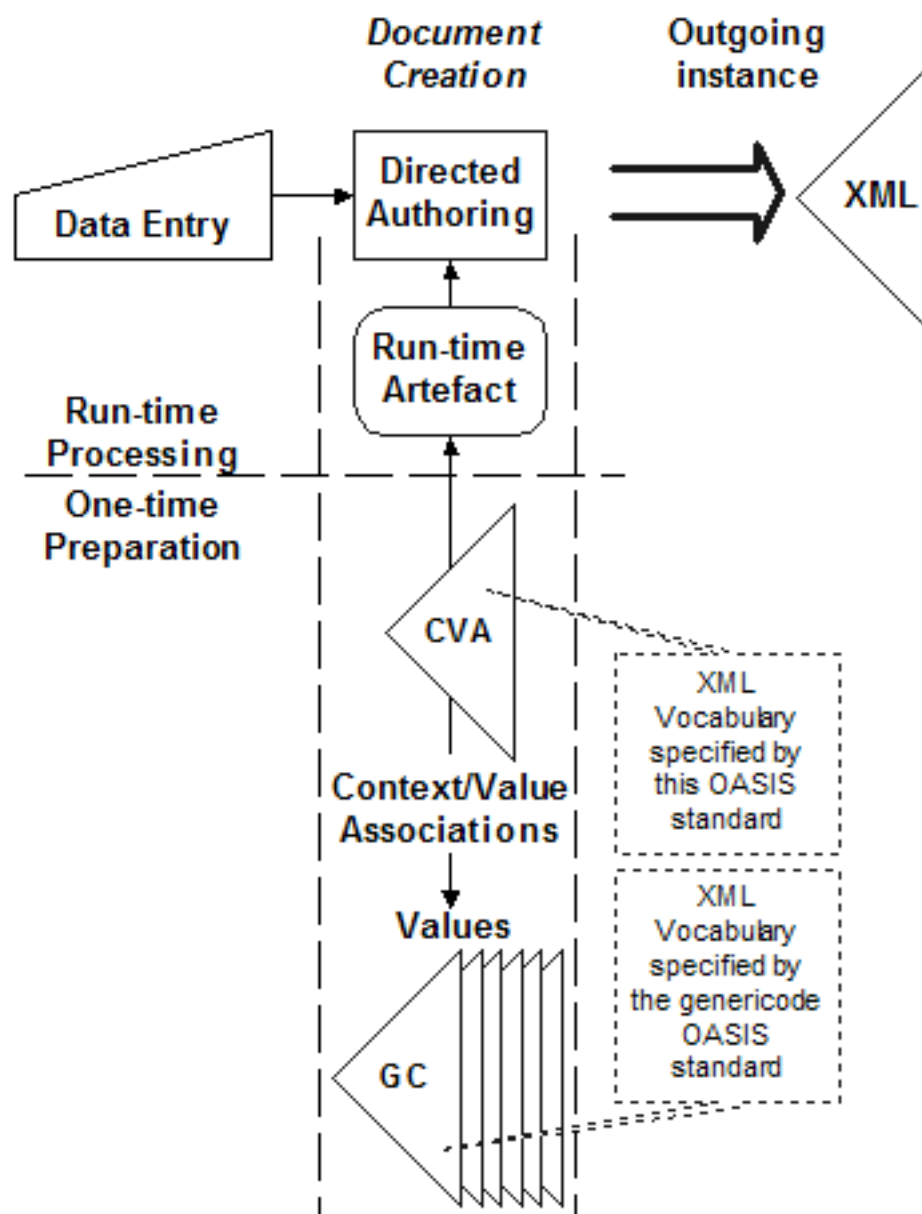 Document
Creation
Outgoing
instance
Data Entry
Directed
Authoring
XML
Run-time
Artefact
Run-time
Processing
One-time
Preparation
CVA
XML
Vocabulary
specified by
this OASIS
standard
Context/Value
Associations
Values
XML
Vocabulary
specified by
the genericode
OASIS
standard
GC